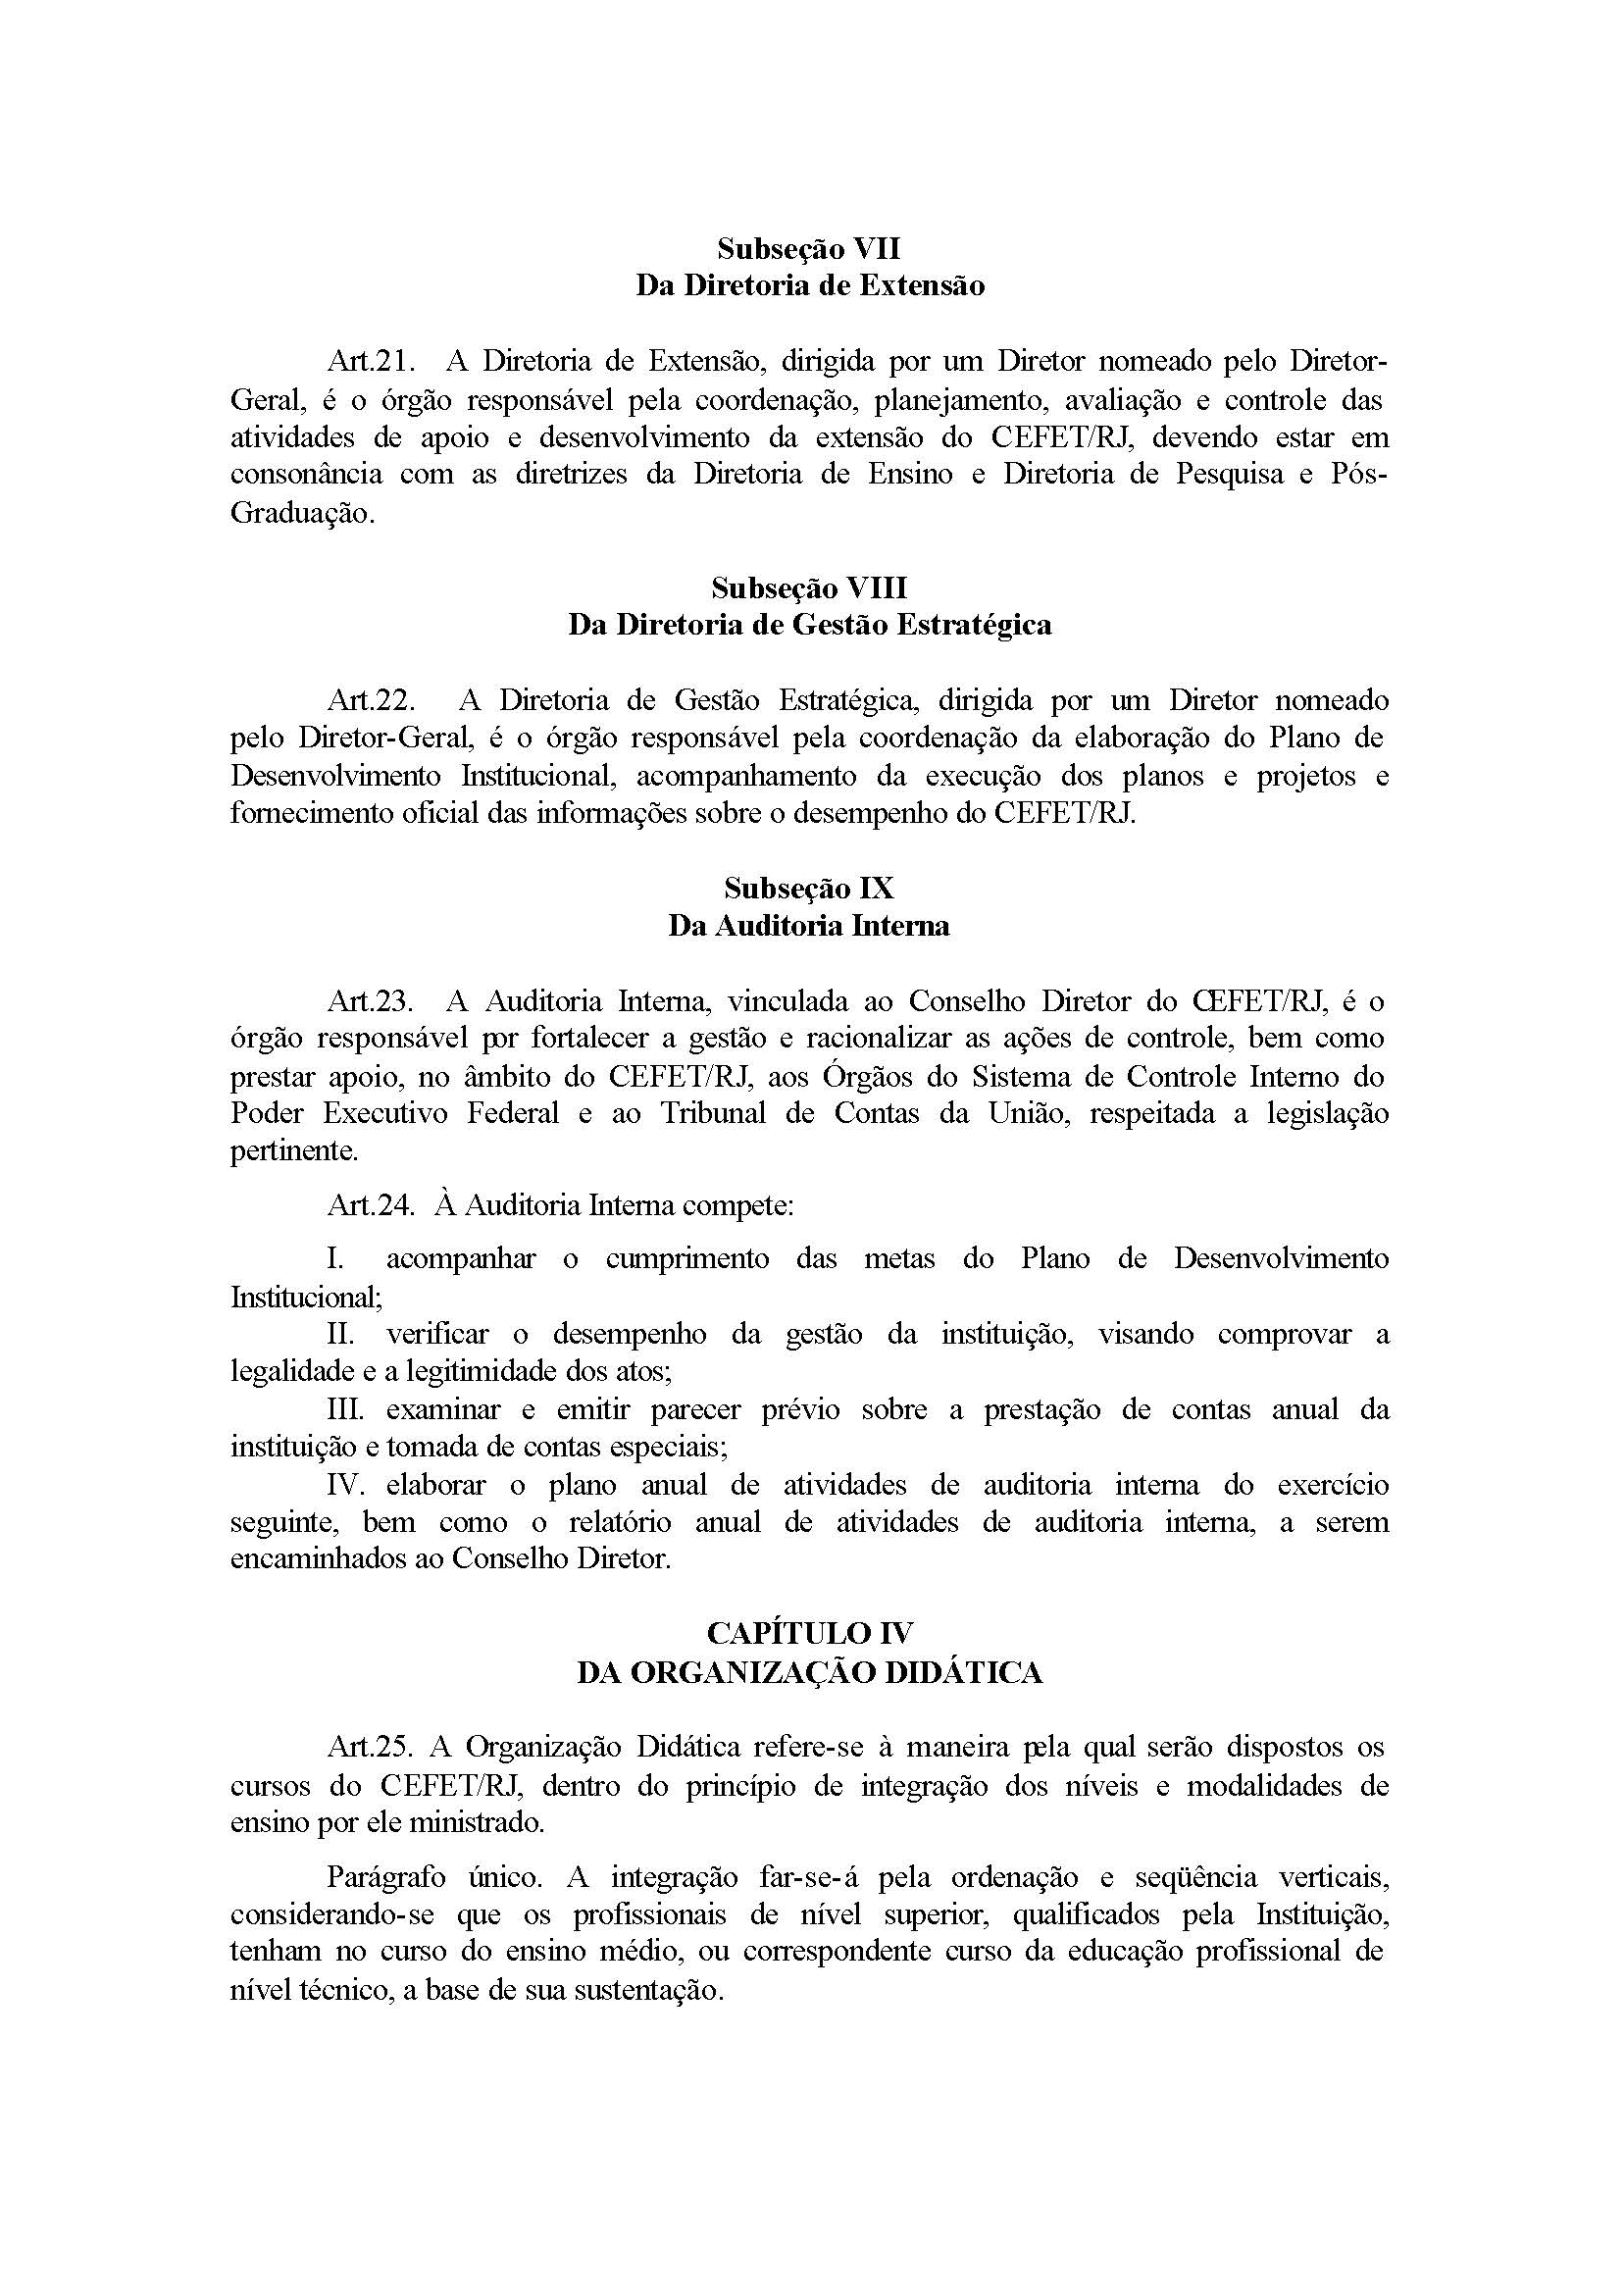 Subseção VII
Da Diretoria de Extensão
Art.21. A Diretoria de Extensão, dirigida por um Diretor nomeado pelo Diretor-
Geral, é o órgão responsável pela coordenação, planejamento, avaliação e controle das
atividades de apoio e desenvolvimento da extensão do CEFET/RJ, devendo estar em
consonância com as diretrizes da Diretoria de Ensino e Diretoria de Pesquisa e Pós-
Graduação.
Subseção VIII
Da Diretoria de Gestão Estratégica
Art.22. A Diretoria de Gestão Estratégica, dirigida por um Diretor nomeado
pelo Diretor-Geral, é o órgão responsável pela coordenação da elaboração do Plano de
Desenvolvimento Institucional, acompanhamento da execução dos planos e projetos e
fornecimento oficial das informações sobre o desempenho do CEFET/RJ.
Subseção IX
Da Auditoria Interna
Art.23. A Auditoria Interna, vinculada ao Conselho Diretor do CEFET/RJ, é o
órgão responsável por fortalecer a gestão e racionalizar as ações de controle, bem como
prestar apoio, no âmbito do CEFET/RJ, aos Órgãos do Sistema de Controle Interno do
Poder Executivo Federal e ao Tribunal de Contas da União, respeitada a legislação
pertinente.
Art.24. À Auditoria Interna compete:
I. acompanhar o cumprimento das metas do Plano de Desenvolvimento
Institucional;
II. verificar o desempenho da gestão da instituição, visando comprovar a
legalidade e a legitimidade dos atos;
III. examinar e emitir parecer prévio sobre a prestação de contas anual da
instituição e tomada de contas especiais;
IV. elaborar o plano anual de atividades de auditoria interna do exercício
seguinte, bem como o relatório anual de atividades de auditoria interna, a serem
encaminhados ao Conselho Diretor.
CAPÍTULO IV
DA ORGANIZAÇÃO DIDÁTICA
Art.25. A Organização Didática refere-se à maneira pela qual serão dispostos os
cursos do CEFET/RJ, dentro do princípio de integração dos níveis e modalidades de
ensino por ele ministrado.
Parágrafo único. A integração far-se-á pela ordenação e seqüência verticais,
considerando-se que os profissionais de nível superior, qualificados pela Instituição,
tenham no curso do ensino médio, ou correspondente curso da educação profissional de
nível técnico, a base de sua sustentação.